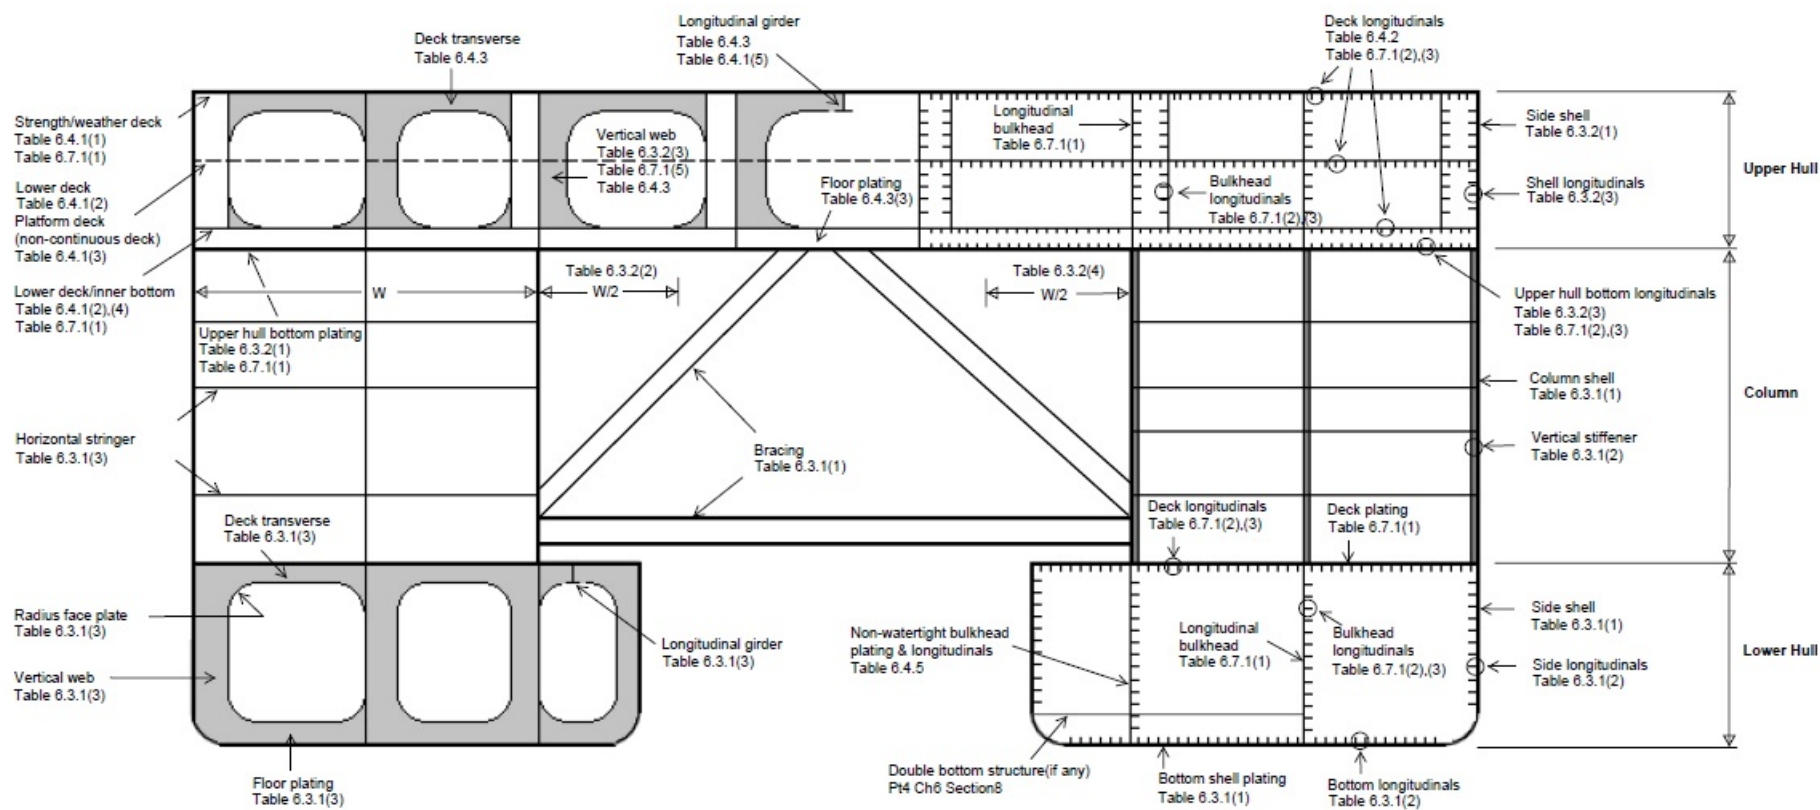 Longitudinal girder
Table 6.4.3
Table 6.4.1(5)
Deck longitudinals
Table 6.4.2
Table 6.7.1(2),(3)
Deck transverse
Table 6.4.3
Strength/weather deck
Table 6.4.1(1)
Table 6.7.1(1)
Lower deck
Table 6.4.1(2)
Platform deck
(non-continuous deck)
Table 6.4.1(3)
Lower deck/inner bottom
Table 6.4.1(2),(4)
Table 6.7.1(1)
Vertical web
Table 6.3.2(3)
Table 6.7.1(5)
Table 6.4.3
Floor plating
Table 6.4.3(3)
Longitudinal
bulkhead
Table 6.7.1(1)
Bulkhead
longitudinals
Table 6.7.1(2),(3)
Side shell
Table 6.3.2(1)
Shell longitudinals
Table 6.3.2(3)
Upper Hull
W
Table 6.3.2(2)
W/2
Table 6.3.2(4)
W/2
Upper hull bottom plating
Table 6.3.2(1)
Table 6.7.1(1)
Upper hull bottom longitudinals
Table 6.3.2(3)
Table 6.7.1(2),(3)
Column shell
Table 6.3.1(1)
Column
Horizontal stringer
Table 6.3.1(3)
Bracing
Table 6.3.1(1)
Vertical stiffener
Table 6.3.1(2)
Deck transverse
Table 6.3.1(3)
Deck longitudinals
Table 6.7.1(2),(3)
Deck plating
Table 6.7.1(1)
Radius face plate
Table 6.3.1(3)
Vertical web
Table 6.3.1(3)
Longitudinal girder
Table 6.3.1(3)
Non-watertight bulkhead
plating & longitudinals
Table 6.4.5
Longitudinal
bulkhead
Table 6.7.1(1)
Bulkhead
longitudinals
Table 6.7.1(2),(3)
Side shell
Table 6.3.1(1)
Side longitudinals
Table 6.3.1(2)
Lower Hull
Floor plating
Table 6.3.1(3)
Double bottom structure(if any)
Pt4 Ch6 Section8
Bottom shell plating
Table 6.3.1(1)
Bottom longitudinals
Table 6.3.1(2)